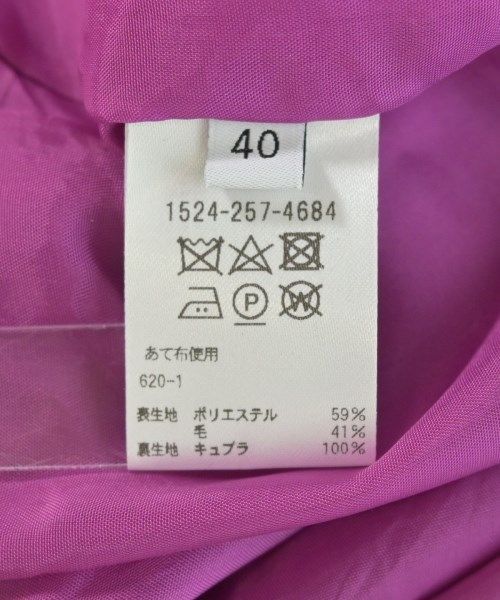 40
1524-257-4684
P W
あて布使用
620-1
表生地 ポリエステル 59%
毛 41%
裏生地 キュプラ 100%